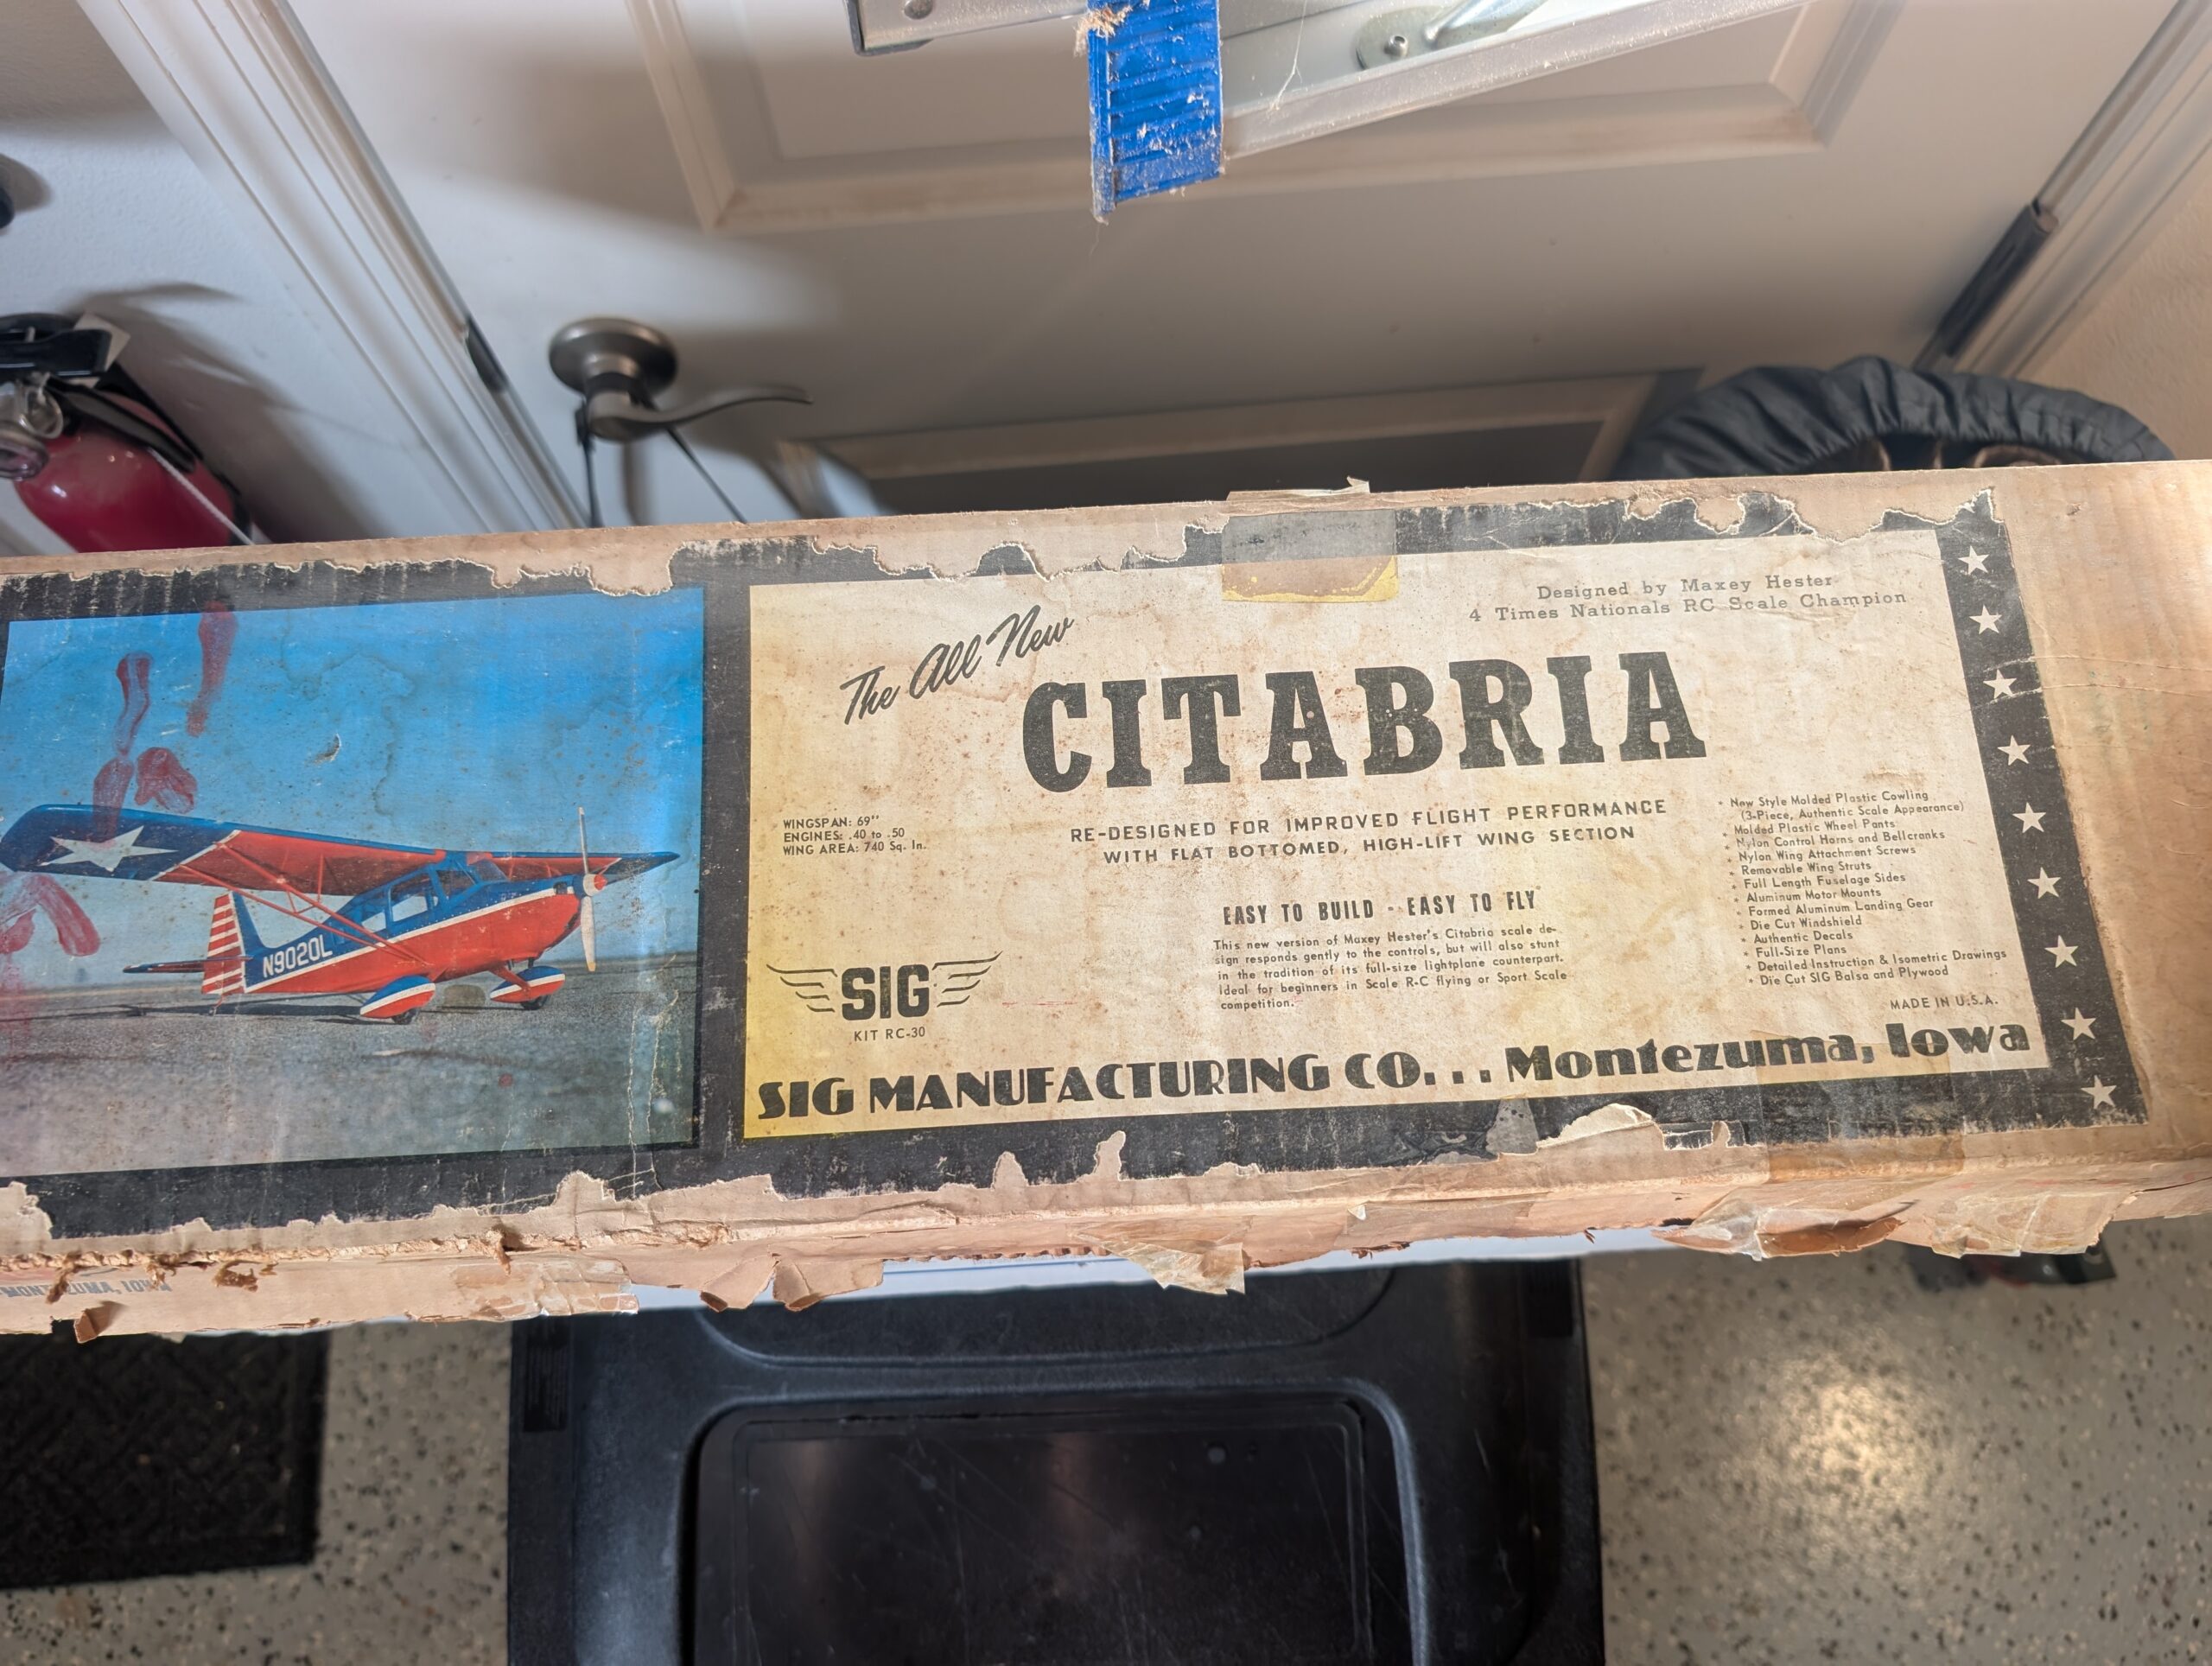 Designed by Maxey Hester
4 Times Nationals RC Scale Champion
The All New
CITABRIA
WINGSPAN: 69"
ENGINES: .40 to .50
WING AREA: 740 Sq. In.
RE-DESIGNED FOR IMPROVED FLIGHT PERFORMANCE
WITH FLAT BOTTOMED, HIGH-LIFT WING SECTION
EASY TO BUILD - EASY TO FLY
This new version of Maxey Hester's Citabria scale de-
sign responds gently to the controls, but will also stunt
in the tradition of its full-size lightplane counterpart.
Ideal for beginners in Scale R-C flying or Sport Scale
competition.
• New Style Molded Plastic Cowling
(3-Piece, Authentic Scale Appearance)
• Molded Plastic Wheel Pants
• Nylon Control Horns and Bellcranks
• Nylon Wing Attachment Screws
• Removable Wing Struts
• Full Length Fuselage Sides
• Aluminum Motor Mounts
• Formed Aluminum Landing Gear
• Die Cut Windshield
• Authentic Decals
• Full-Size Plans
• Detailed Instruction & Isometric Drawings
• Die Cut SIG Balsa and Plywood
MADE IN U.S.A.
N9020L
SIG
KIT RC-30
SIG MANUFACTURING CO... Montezuma, Iowa